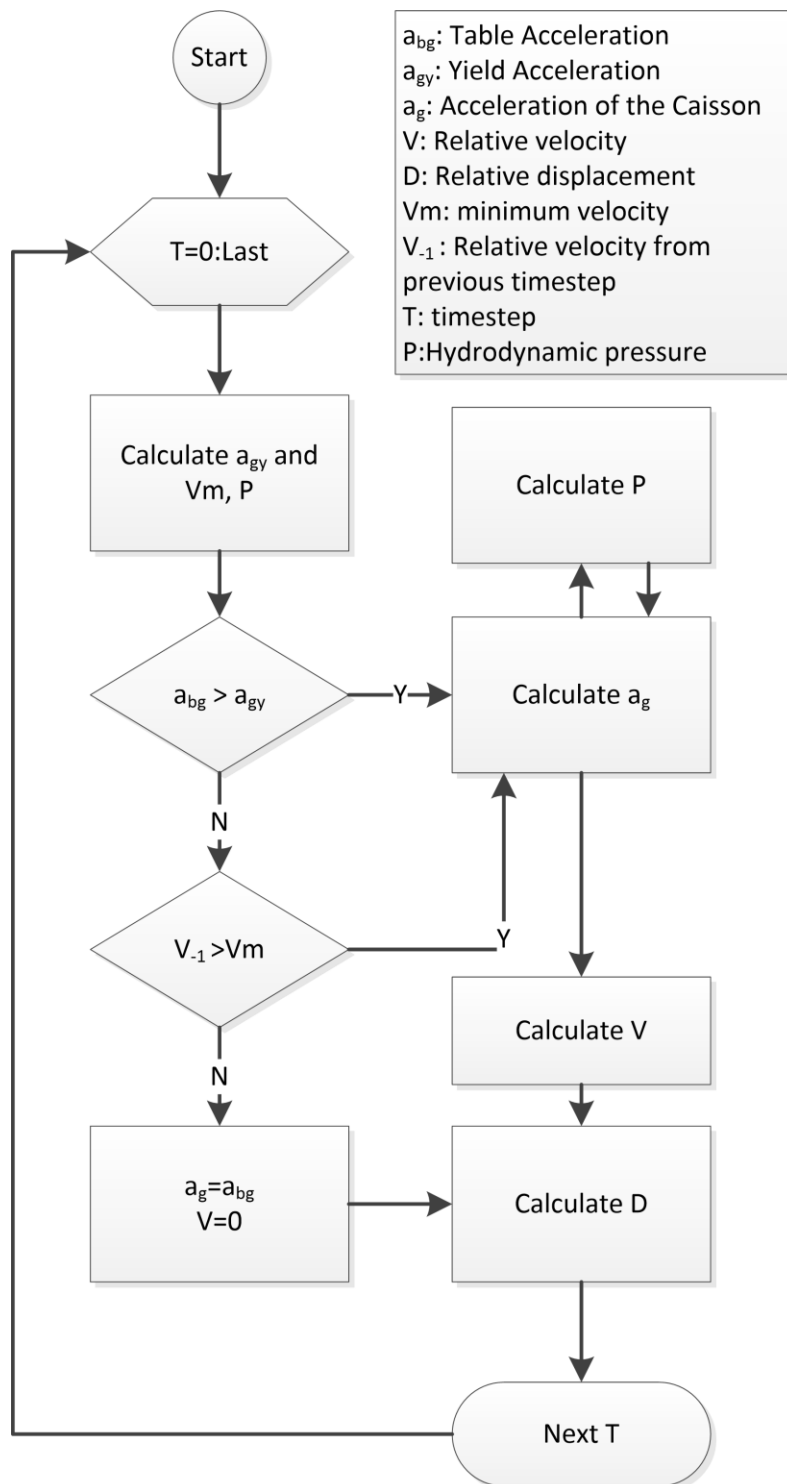 Start
a_bg: Table Acceleration
a_gy: Yield Acceleration
a_g: Acceleration of the Caisson
V: Relative velocity
D: Relative displacement
Vm: minimum velocity
V_-1 : Relative velocity from
previous timestep
T: timestep
P:Hydrodynamic pressure
T=0:Last
Calculate a_gy and
Vm, P
Calculate P
a_bg > a_gy
Y
Calculate a_g
N
V_-1 >Vm
Y
N
Calculate V
a_g=a_bg
V=0
Calculate D
Next T